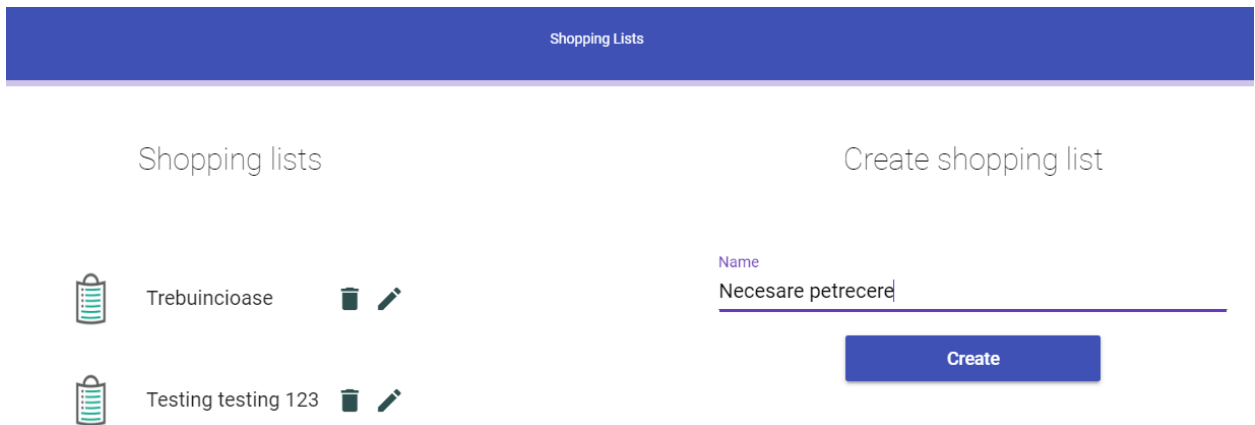 Shopping Lists
Shopping lists
Trebuincioase
Testing testing 123
Create shopping list
Name
Necesare petrecere
Create